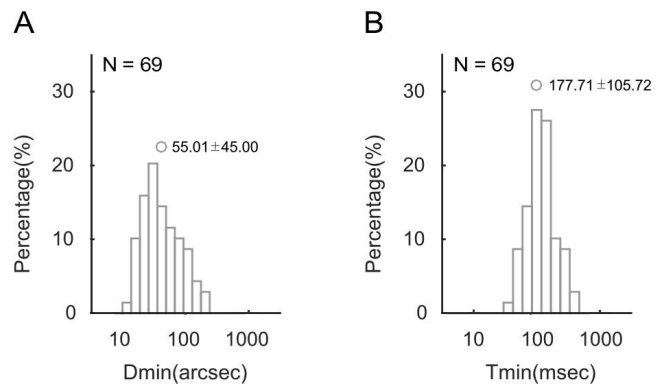 A
N = 69
55.01±45.00
Percentage(%)
30
20
10
0
10 100 1000
Dmin(arcsec)
B
N = 69
177.71±105.72
Percentage(%)
30
20
10
0
10 100 1000
Tmin(msec)